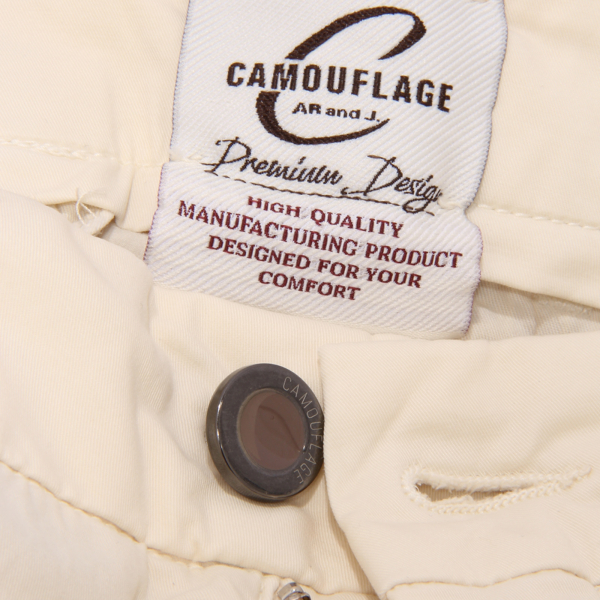 CAMOUFLAGE
AR and J.
Premium Design
HIGH QUALITY
MANUFACTURING PRODUCT
DESIGNED FOR YOUR
COMFORT
CAMOUFLAGE